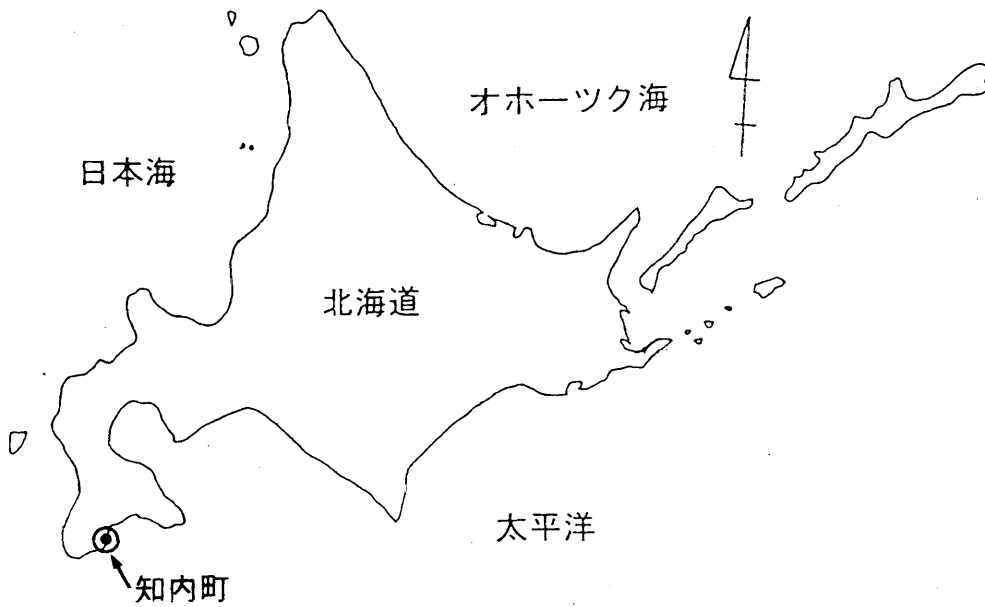 オホーツク海
日本海
北海道
太平洋
知内町